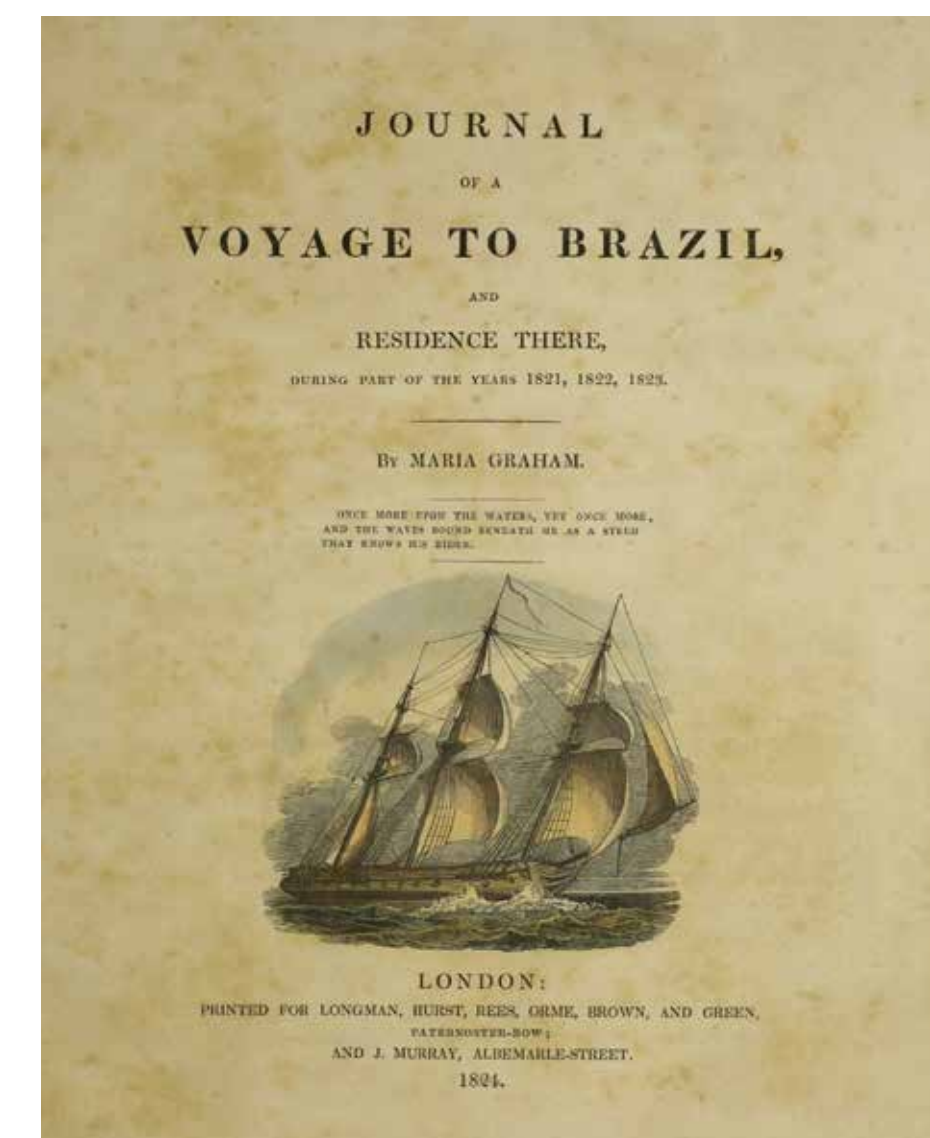 JOURNAL
OF A
VOYAGE TO BRAZIL,
AND
RESIDENCE THERE,
DURING PART OF THE YEARS 1821, 1822, 1823.
By MARIA GRAHAM.
ONCE MORE UPON THE WATERS, YET ONCE MORE,
AND THE WAVES BOUND BENEATH ME AS A STEED
THAT KNOWS HIS RIDER.
LONDON:
PRINTED FOR LONGMAN, HURST, REES, ORME, BROWN, AND GREEN,
PATERNOSTER-ROW;
AND J. MURRAY, ALBEMARLE-STREET.
1824.